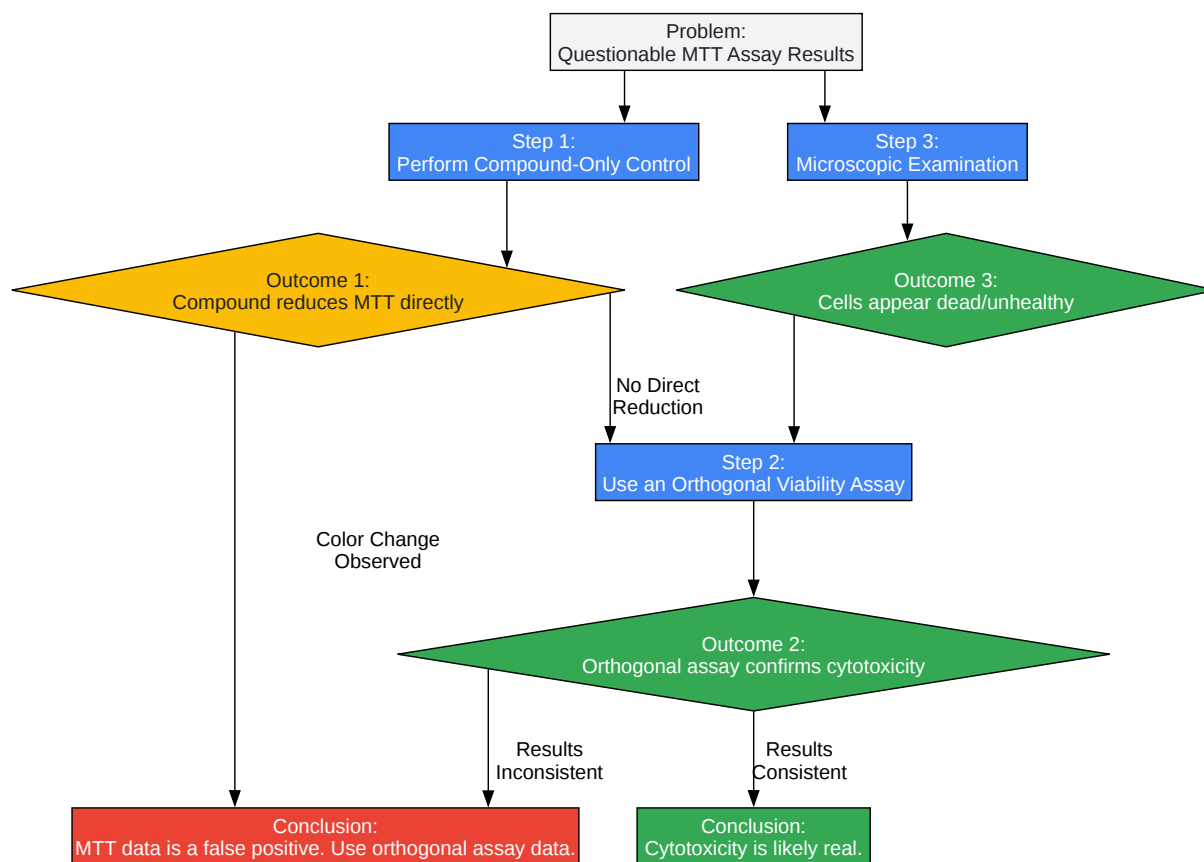 Problem:
Questionable MTT Assay Results
Step 1:
Perform Compound-Only Control
Step 3:
Microscopic Examination
Outcome 1:
Compound reduces MTT directly
Outcome 3:
Cells appear dead/unhealthy
No Direct
Reduction
Step 2:
Use an Orthogonal Viability Assay
Color Change
Observed
Outcome 2:
Orthogonal assay confirms cytotoxicity
Results
Inconsistent
Results
Consistent
Conclusion:
MTT data is a false positive. Use orthogonal assay data.
Conclusion:
Cytotoxicity is likely real.